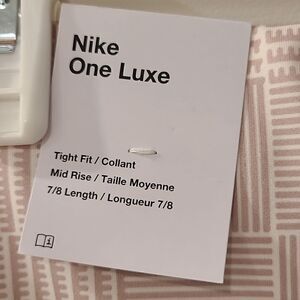 Nike
One Luxe
Tight Fit / Collant
Mid Rise / Taille Moyenne
7/8 Length / Longueur 7/8